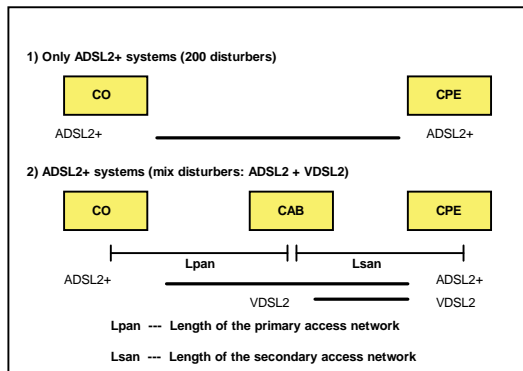 1) Only ADSL2+ systems (200 disturbers)
CO CPE
ADSL2+ ADSL2+
2) ADSL2+ systems (mix disturbers: ADSL2 + VDSL2)
CO CAB CPE
Lpan Lsan
ADSL2+ ADSL2+
VDSL2 VDSL2
Lpan --- Length of the primary access network
Lsan --- Length of the secondary access network